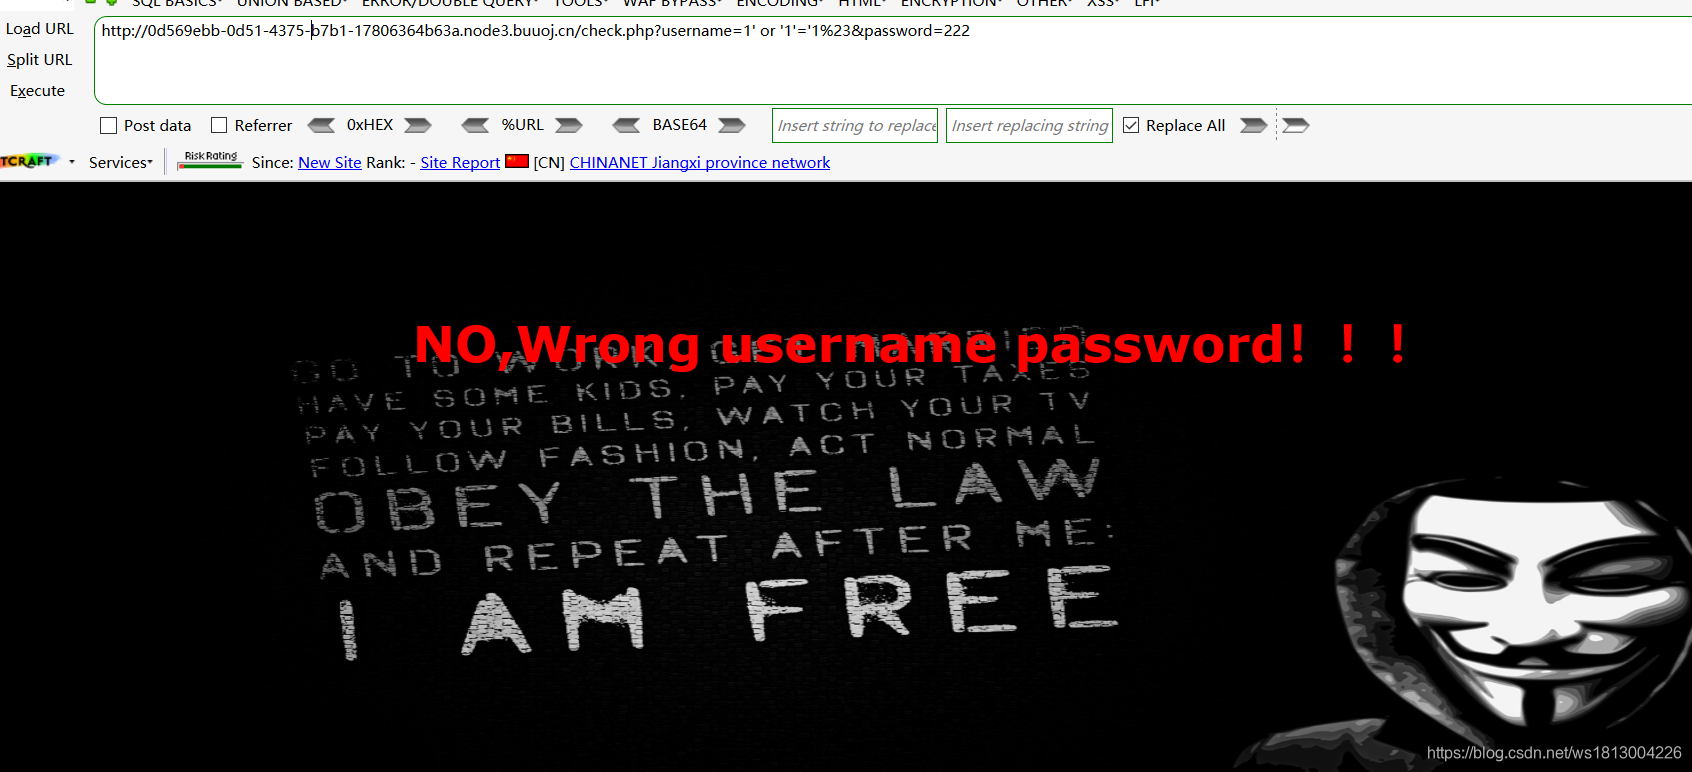 SQL BASICS▾ UNION BASED▾ ERROR/DOUBLE QUERY▾ TOOLS▾ WAF BYPASS▾ ENCODING▾ HTML▾ ENCRYPTION▾ OTHER▾ XSS▾ LFI▾
Load URL
http://0d569ebb-0d51-4375-b7b1-17806364b63a.node3.buuoj.cn/check.php?username=1' or '1'='1%23&password=222
Split URL
Execute
Post data Referrer 0xHEX %URL BASE64 Insert string to replace Insert replacing string Replace All
TCRAFT Services▾ Risk Rating Since: New Site Rank: - Site Report [CN] CHINANET Jiangxi province network
NO,Wrong username password！！！
GO TO WORK, GET MARRIED
HAVE SOME KIDS, PAY YOUR TAXES
PAY YOUR BILLS, WATCH YOUR TV
FOLLOW FASHION, ACT NORMAL
OBEY THE LAW
AND REPEAT AFTER ME:
I AM FREE
https://blog.csdn.net/ws1813004226